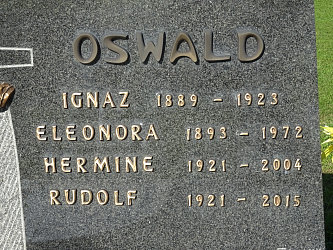 OSWALD
IGNAZ 1889 – 1923
ELEONORA 1893 – 1972
HERMINE 1921 – 2004
RUDOLF 1921 – 2015